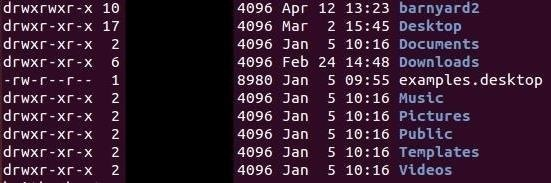 drwxrwxr-x 10 4096 Apr 12 13:23 barnyard2
drwxr-xr-x 17 4096 Mar  2 15:45 Desktop
drwxr-xr-x  2 4096 Jan  5 10:16 Documents
drwxr-xr-x  6 4096 Feb 24 14:48 Downloads
-rw-r--r--  1 8980 Jan  5 09:55 examples.desktop
drwxr-xr-x  2 4096 Jan  5 10:16 Music
drwxr-xr-x  2 4096 Jan  5 10:16 Pictures
drwxr-xr-x  2 4096 Jan  5 10:16 Public
drwxr-xr-x  2 4096 Jan  5 10:16 Templates
drwxr-xr-x  2 4096 Jan  5 10:16 Videos